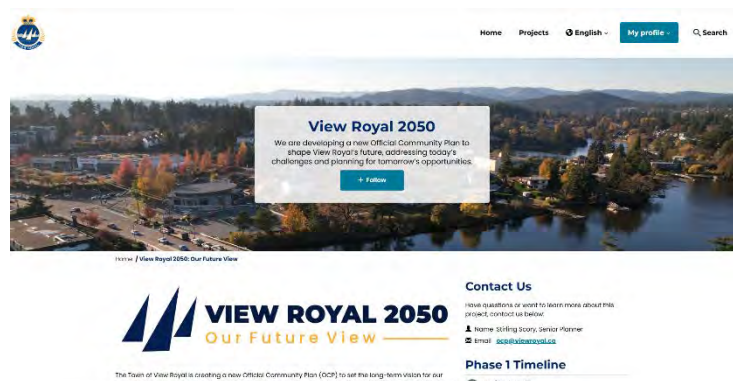 Home Projects English My profile Search
View Royal 2050
We are developing a new Official Community Plan to
shape View Royal's future, addressing today's
challenges and planning for tomorrow's opportunities.
+ Follow
Home / View Royal 2050: Our Future View
VIEW ROYAL 2050
Our Future View
The Town of View Royal is creating a new Official Community Plan (OCP) to set the long-term vision for our
Contact Us
Have questions or want to learn more about this
project, contact us below:
Name Stirling Scory, Senior Planner
Email ocp@viewroyal.ca
Phase 1 Timeline